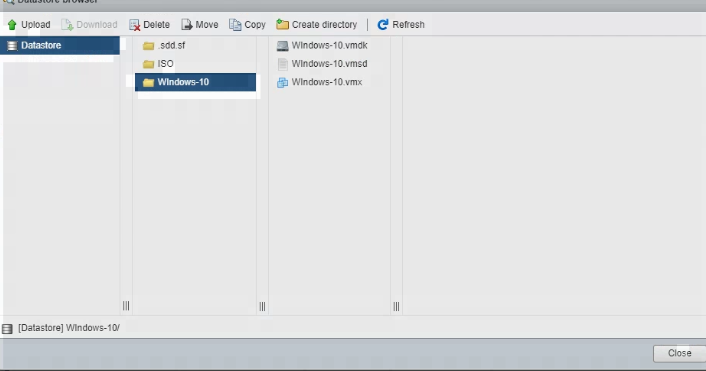 Datastore browser
Upload Download Delete Move Copy Create directory Refresh
Datastore .sdd.sf WIndows-10.vmdk
ISO WIndows-10.vmsd
WIndows-10 WIndows-10.vmx
[Datastore] WIndows-10/
Close